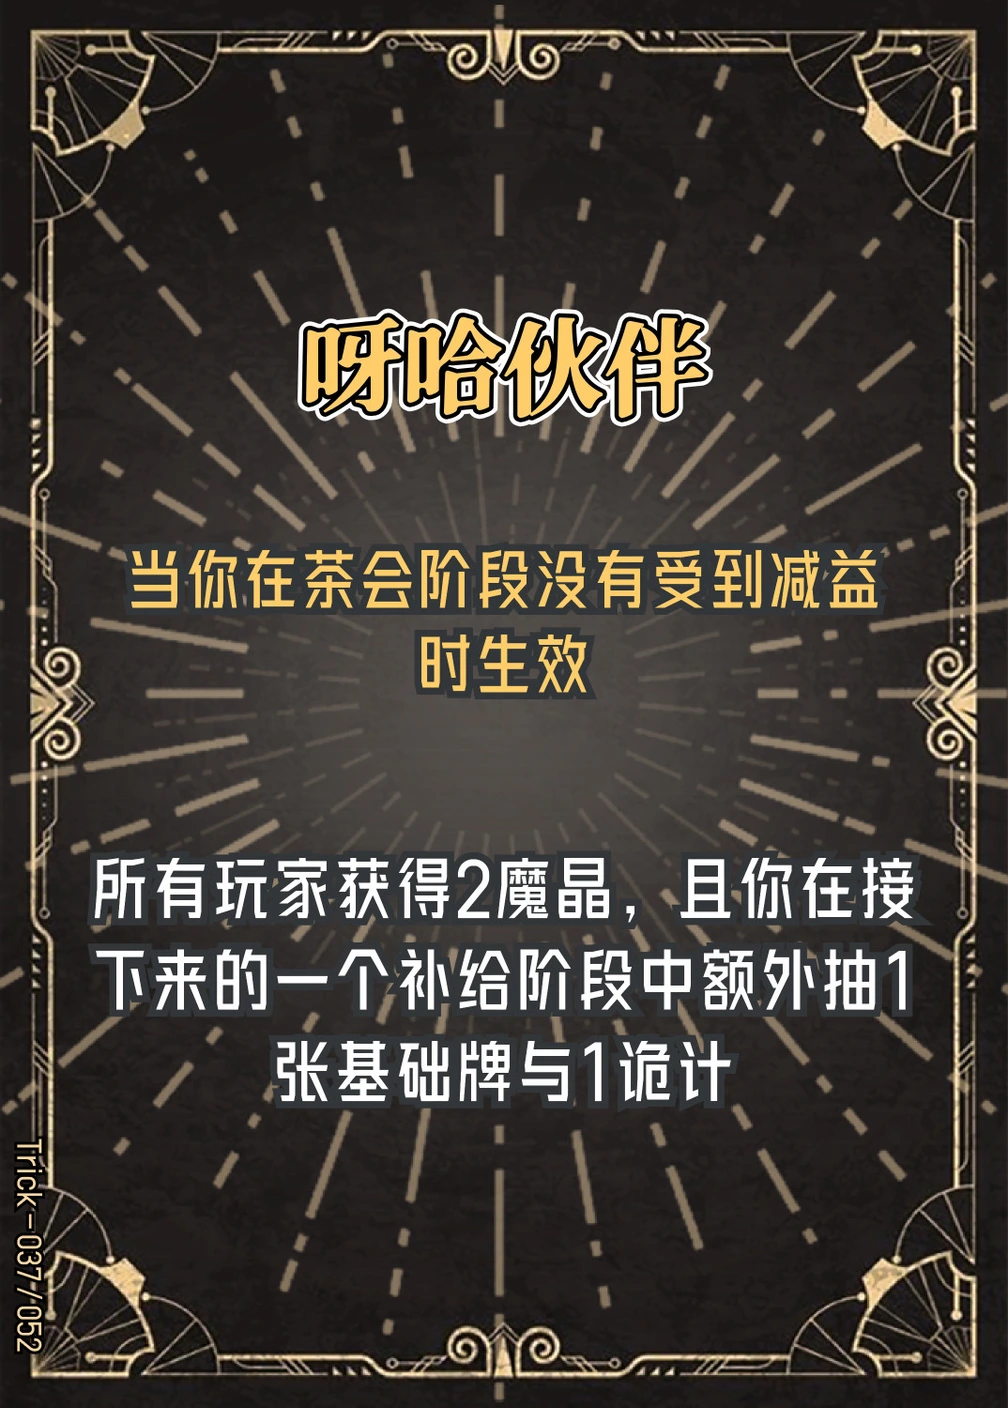 呀哈伙伴
当你在茶会阶段没有受到减益
时生效
所有玩家获得2魔晶，且你在接
下来的一个补给阶段中额外抽1
张基础牌与1诡计
Trick-037/052